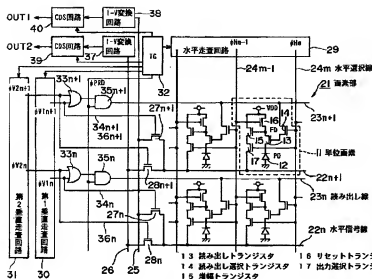 OUT1
CDS回路
I-V変換回路
38
40
OUT2
CDS回路
37
I-V変換回路
39
TG
32
水平走査回路
29
φHm-1
φHm
24m-1
24m 水平選択線
21 画素部
φV2n+1
φV1n+1
33n+1
φPRD
35n+1
34n+1
36n+1
27n+1
28n+1
VDD
14
16
FD
15
13
17
PD
12
11 単位画素
23n+1
22n+1
φV2n
φV1n
33n
35n
34n
36n
27n
28n
23n 読み出し線
22n 水平信号線
第2垂直走査回路
第1垂直走査回路
31
30
26
25
13 読み出しトランジスタ
14 読み出し選択トランジスタ
15 増幅トランジスタ
16 リセットトランジスタ
17 出力選択トランジスタ